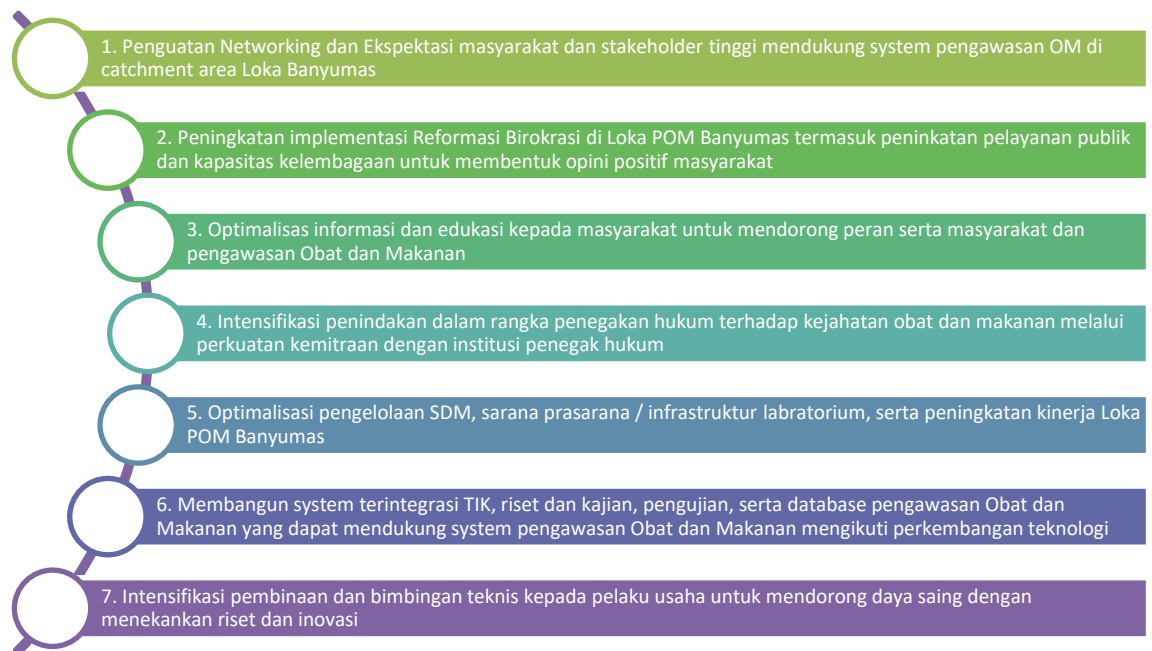 1. Penguatan Networking dan Ekspektasi masyarakat dan stakeholder tinggi mendukung system pengawasan OM di
catchment area Loka Banyumas
2. Peningkatan implementasi Reformasi Birokrasi di Loka POM Banyumas termasuk peninkatan pelayanan publik
dan kapasitas kelembagaan untuk membentuk opini positif masyarakat
3. Optimalisas informasi dan edukasi kepada masyarakat untuk mendorong peran serta masyarakat dan
pengawasan Obat dan Makanan
4. Intensifikasi penindakan dalam rangka penegakan hukum terhadap kejahatan obat dan makanan melalui
perkuatan kemitraan dengan institusi penegak hukum
5. Optimalisasi pengelolaan SDM, sarana prasarana / infrastruktur labratorium, serta peningkatan kinerja Loka
POM Banyumas
6. Membangun system terintegrasi TIK, riset dan kajian, pengujian, serta database pengawasan Obat dan
Makanan yang dapat mendukung system pengawasan Obat dan Makanan mengikuti perkembangan teknologi
7. Intensifikasi pembinaan dan bimbingan teknis kepada pelaku usaha untuk mendorong daya saing dengan
menekankan riset dan inovasi